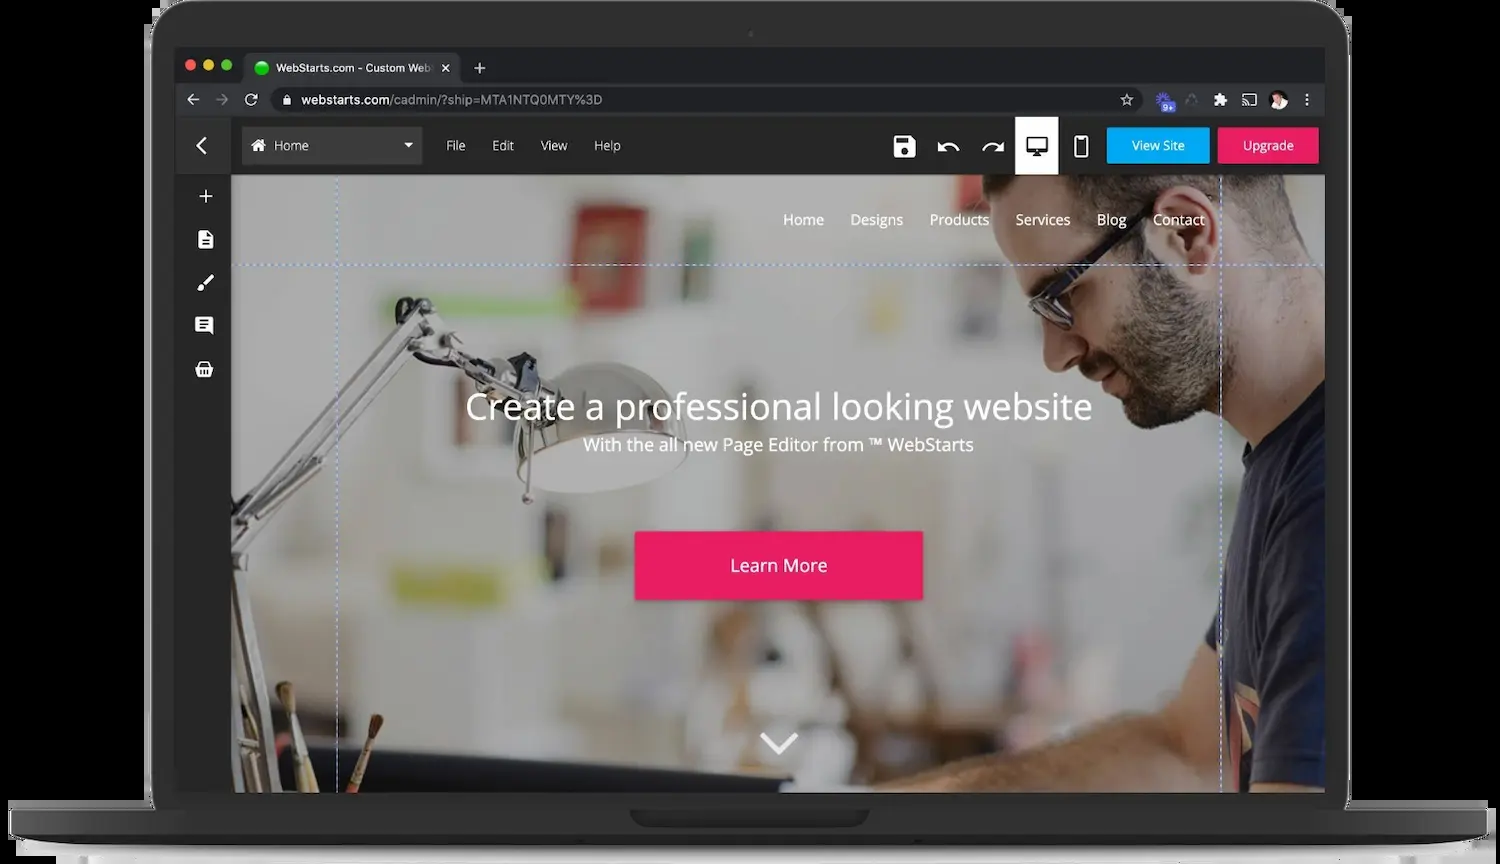 WebStarts.com - Custom Web
webstarts.com/cadmin/?ship=MTA1NTQ0MTY%3D
9+
Home File Edit View Help View Site Upgrade
Home Designs Products Services Blog Contact
Create a professional looking website
With the all new Page Editor from ™ WebStarts
Learn More